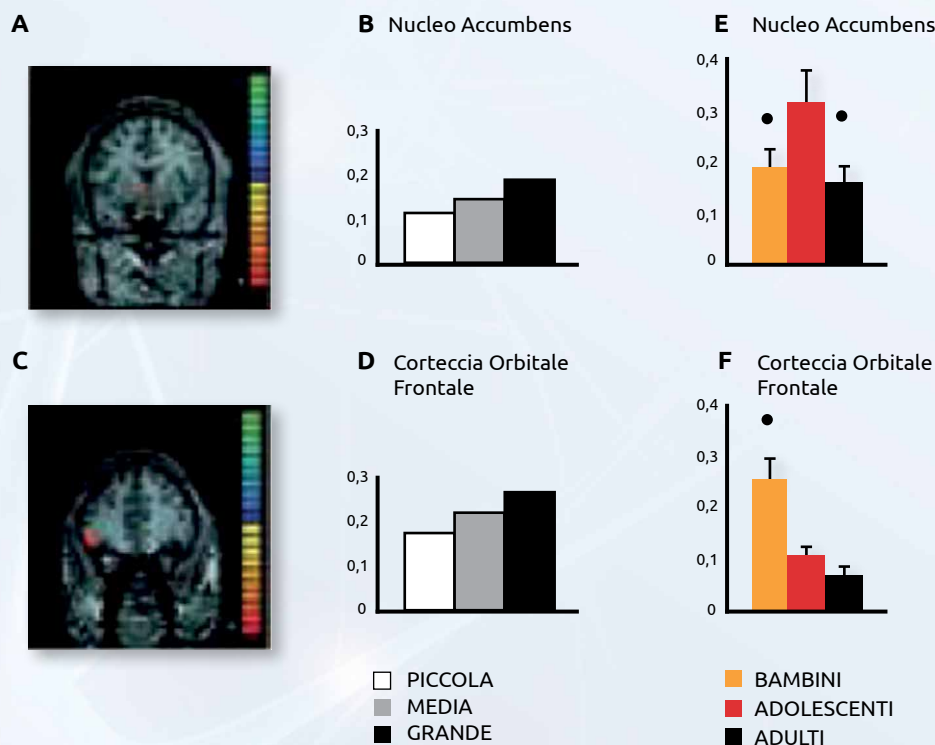 A
B Nucleo Accumbens
0,3
0,2
0,1
0
E Nucleo Accumbens
0,4
0,3
0,2
0,1
0
C
D Corteccia Orbitale
Frontale
0,3
0,2
0,1
0
F Corteccia Orbitale
Frontale
0,4
0,3
0,2
0,1
0
PICCOLA
MEDIA
GRANDE
BAMBINI
ADOLESCENTI
ADULTI